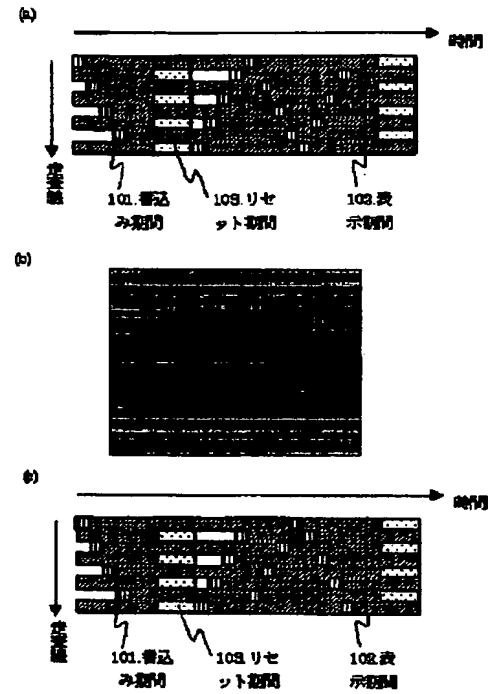 (a)
時間
走査線
101.書込
み期間
103.リセ
ット期間
102.表
示期間
(b)
(c)
時間
走査線
101.書込
み期間
103.リセ
ット期間
102.表
示期間